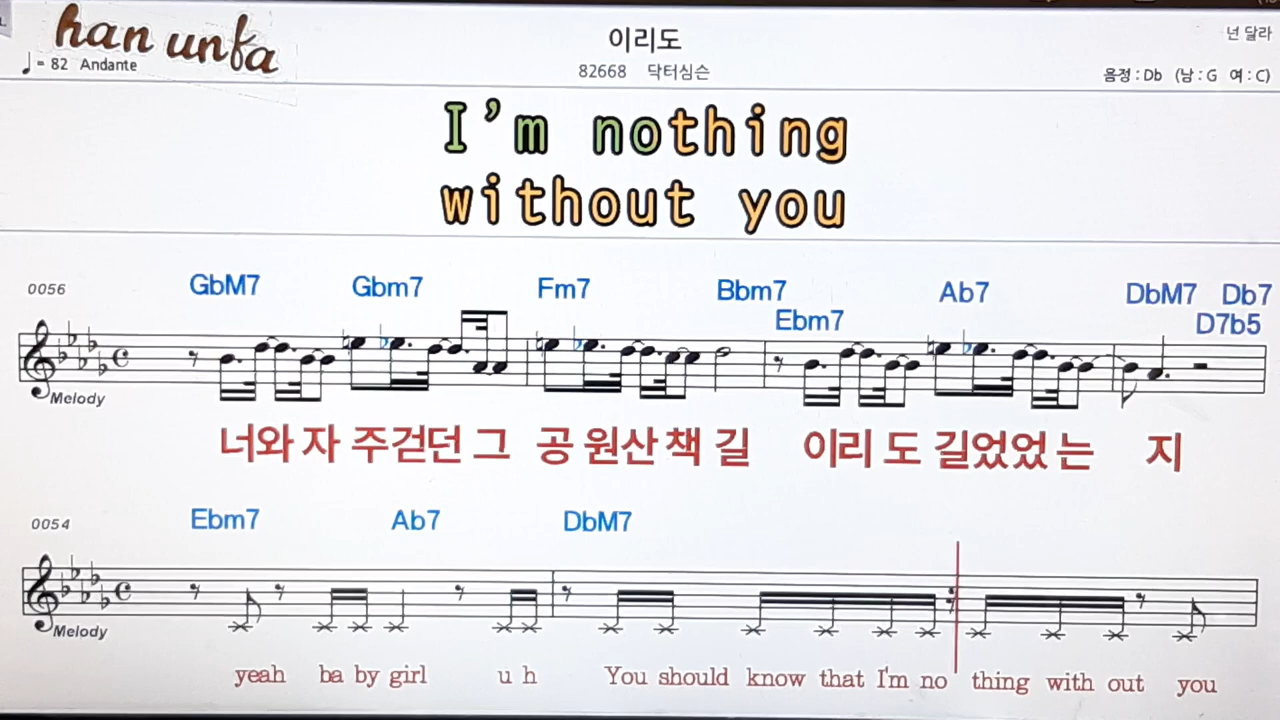 han unfa
♩= 82 Andante
이리도
82668 닥터심슨
넌 달라
음정 : Db (남 : G 여 : C)
I'm nothing
without you
0056 GbM7 Gbm7 Fm7 Bbm7 Ebm7 Ab7 DbM7 Db7 D7b5
Melody
너와 자 주걷던 그 공 원산 책 길 이리 도 길었었 는 지
0054 Ebm7 Ab7 DbM7
Melody
yeah ba by girl u h You should know that I'm no thing with out you